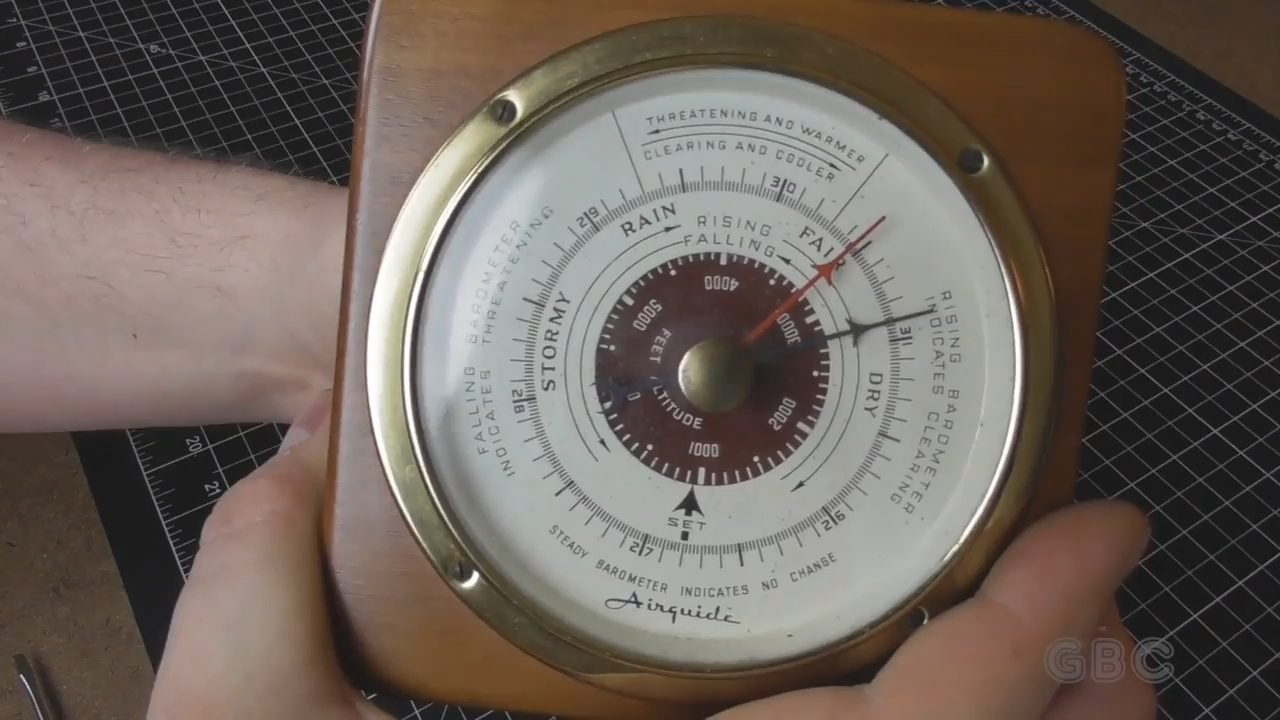 THREATENING AND WARMER
CLEARING AND COOLER
FALLING BAROMETER
INDICATES THREATENING
RISING BAROMETER
INDICATES CLEARING
STEADY BAROMETER INDICATES NO CHANGE
26
27
28
29
30
31
STORMY
RAIN
FAIR
DRY
RISING
FALLING
0
1000
2000
3000
4000
5000
FEET
ALTITUDE
SET
Airguide
GBC